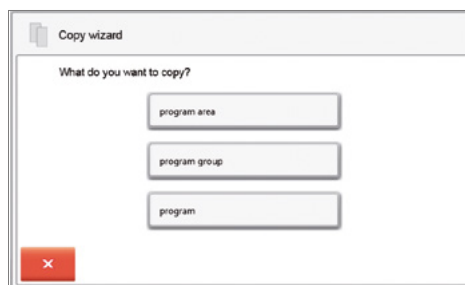 Copy wizard
What do you want to copy?
program area
program group
program